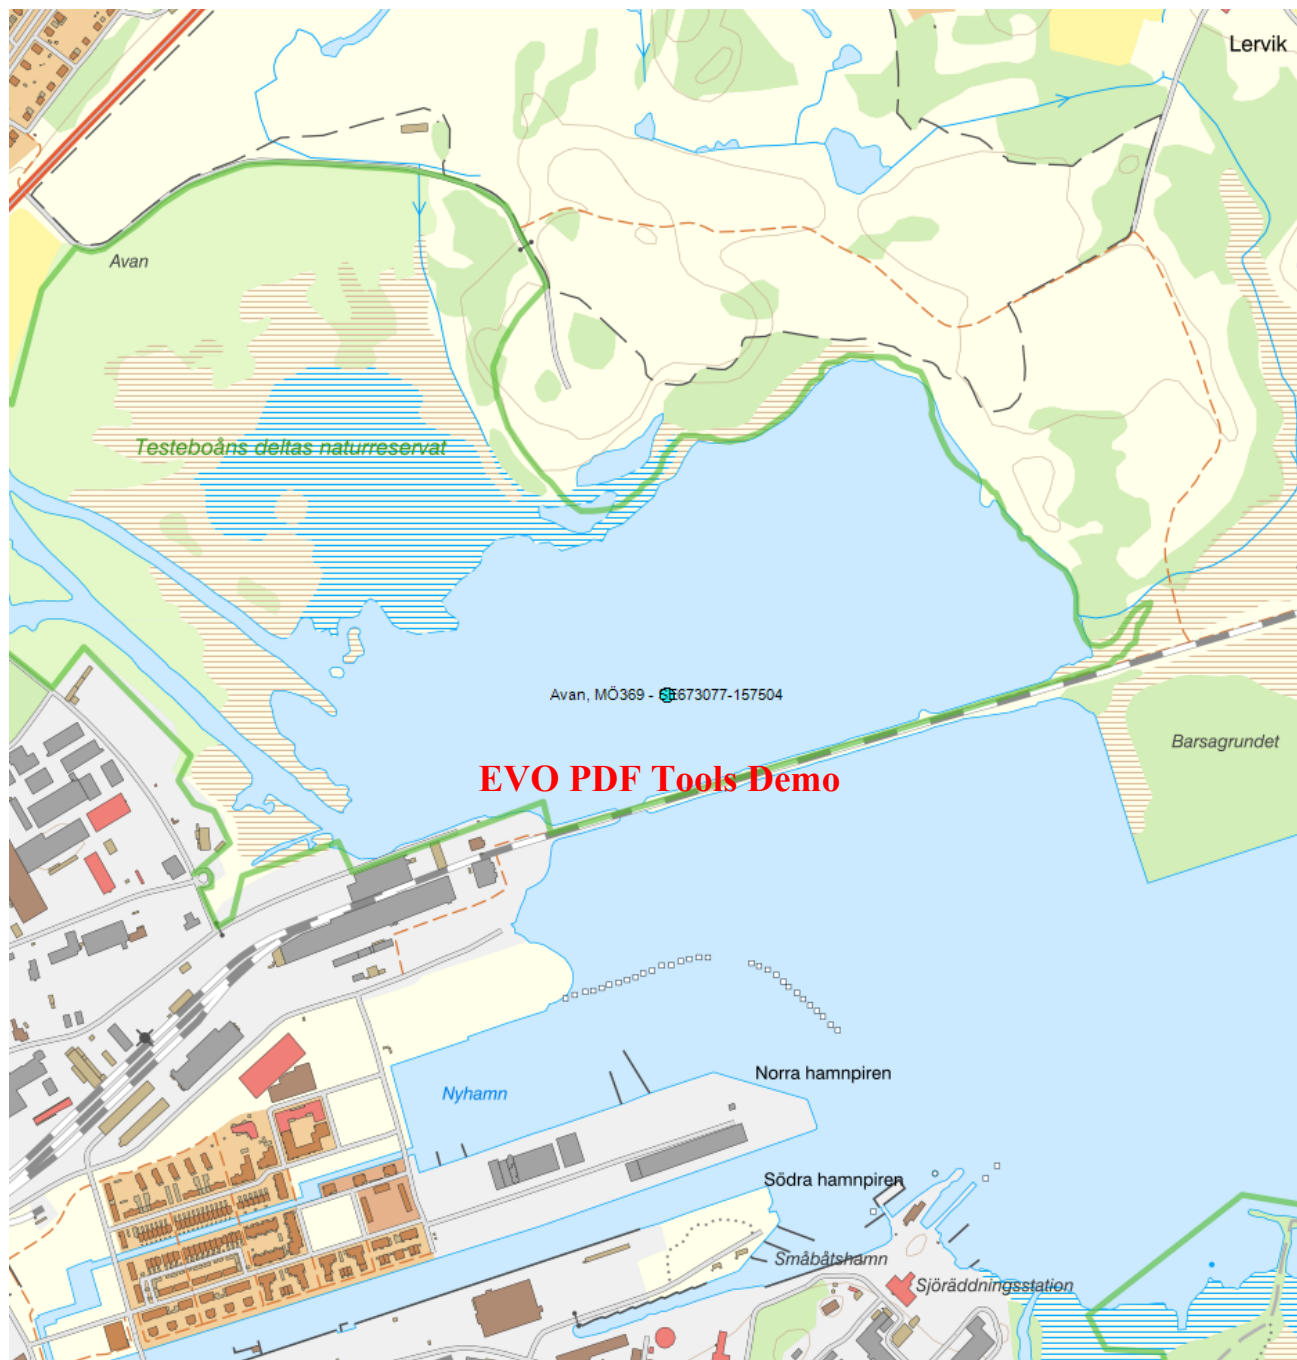 Lervik
Avan
Testeboåns deltas naturreservat
Avan, MÖ369 - SE673077-157504
Barsagrundet
EVO PDF Tools Demo
Norra hamnpiren
Nyhamn
Södra hamnpiren
Småbåtshamn
Sjöräddningsstation